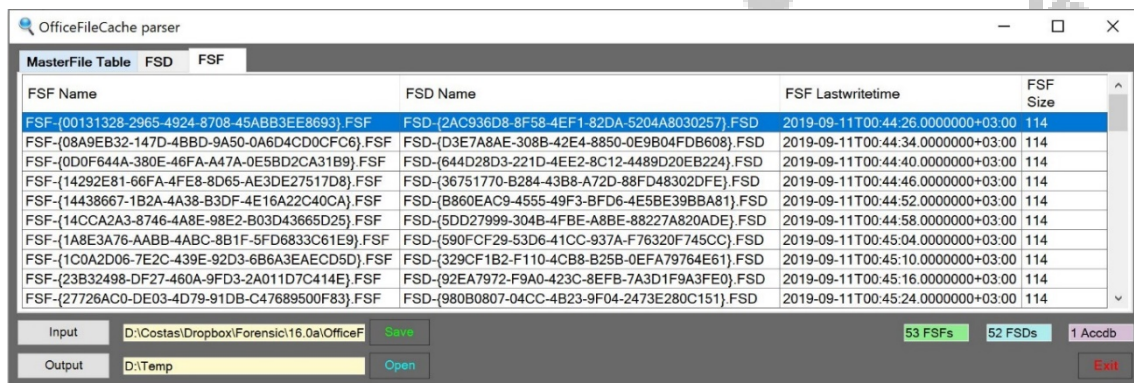 OfficeFileCache parser
MasterFile Table FSD FSF
FSF Name FSD Name FSF Lastwritetime FSF Size
FSF-{00131328-2965-4924-8708-45ABB3EE8693}.FSF FSD-{2AC936D8-8F58-4EF1-82DA-5204A8030257}.FSD 2019-09-11T00:44:26.0000000+03:00 114
FSF-{08A9EB32-147D-4BBD-9A50-0A6D4CD0CFC6}.FSF FSD-{D3E7A8AE-308B-42E4-8850-0E9B04FDB608}.FSD 2019-09-11T00:44:34.0000000+03:00 114
FSF-{0D0F644A-380E-46FA-A47A-0E5BD2CA31B9}.FSF FSD-{644D28D3-221D-4EE2-8C12-4489D20EB224}.FSD 2019-09-11T00:44:40.0000000+03:00 114
FSF-{14292E81-66FA-4FE8-8D65-AE3DE27517D8}.FSF FSD-{36751770-B284-43B8-A72D-88FD48302DFE}.FSD 2019-09-11T00:44:46.0000000+03:00 114
FSF-{14438667-1B2A-4A38-B3DF-4E16A22C40CA}.FSF FSD-{B860EAC9-4555-49F3-BFD6-4E5BE39BBA81}.FSD 2019-09-11T00:44:52.0000000+03:00 114
FSF-{14CCA2A3-8746-4A8E-98E2-B03D43665D25}.FSF FSD-{5DD27999-304B-4FBE-A8BE-88227A820ADE}.FSD 2019-09-11T00:44:58.0000000+03:00 114
FSF-{1A8E3A76-AABB-4ABC-8B1F-5FD6833C61E9}.FSF FSD-{590FCF29-53D6-41CC-937A-F76320F745CC}.FSD 2019-09-11T00:45:04.0000000+03:00 114
FSF-{1C0A2D06-7E2C-439E-92D3-6B6A3EAECD5D}.FSF FSD-{329CF1B2-F110-4CB8-B25B-0EFA79764E61}.FSD 2019-09-11T00:45:10.0000000+03:00 114
FSF-{23B32498-DF27-460A-9FD3-2A011D7C414E}.FSF FSD-{92EA7972-F9A0-423C-8EFB-7A3D1F9A3FE0}.FSD 2019-09-11T00:45:16.0000000+03:00 114
FSF-{27726AC0-DE03-4D79-91DB-C47689500F83}.FSF FSD-{980B0807-04CC-4B23-9F04-2473E280C151}.FSD 2019-09-11T00:45:24.0000000+03:00 114
Input D:\Costas\Dropbox\Forensic\16.0a\OfficeF Save 53 FSFs 52 FSDs 1 Accdb
Output D:\Temp Open Exit